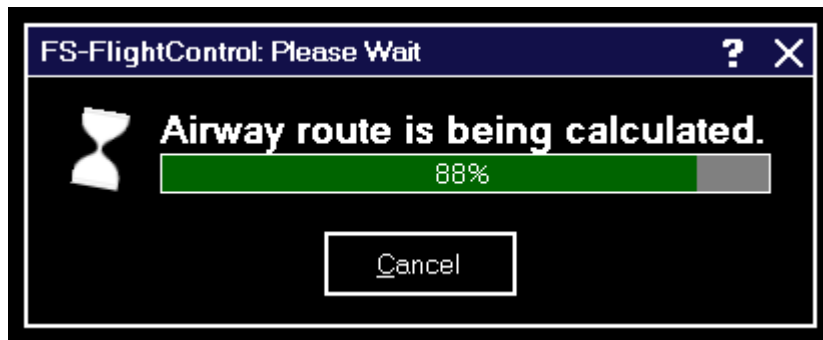 FS-FlightControl: Please Wait ? X
Airway route is being calculated.
88%
Cancel